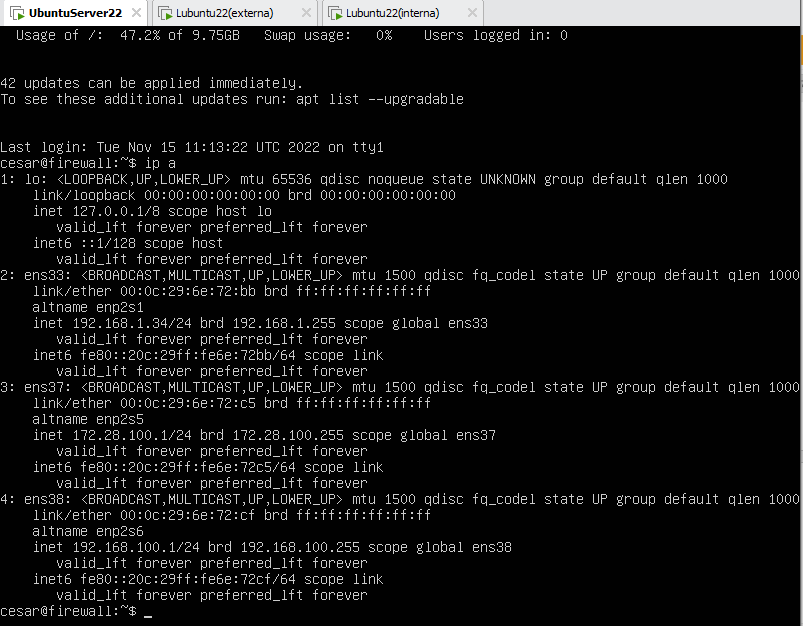 UbuntuServer22 Lubuntu22(externa) Lubuntu22(interna)
Usage of /: 47.2% of 9.75GB Swap usage: 0% Users logged in: 0
42 updates can be applied immediately.
To see these additional updates run: apt list --upgradable
Last login: Tue Nov 15 11:13:22 UTC 2022 on tty1
cesar@firewall:~$ ip a
1: lo: <LOOPBACK,UP,LOWER_UP> mtu 65536 qdisc noqueue state UNKNOWN group default qlen 1000
link/loopback 00:00:00:00:00:00 brd 00:00:00:00:00:00
inet 127.0.0.1/8 scope host lo
valid_lft forever preferred_lft forever
inet6 ::1/128 scope host
valid_lft forever preferred_lft forever
2: ens33: <BROADCAST,MULTICAST,UP,LOWER_UP> mtu 1500 qdisc fq_codel state UP group default qlen 1000
link/ether 00:0c:29:6e:72:bb brd ff:ff:ff:ff:ff:ff
altname enp2s1
inet 192.168.1.34/24 brd 192.168.1.255 scope global ens33
valid_lft forever preferred_lft forever
inet6 fe80::20c:29ff:fe6e:72bb/64 scope link
valid_lft forever preferred_lft forever
3: ens37: <BROADCAST,MULTICAST,UP,LOWER_UP> mtu 1500 qdisc fq_codel state UP group default qlen 1000
link/ether 00:0c:29:6e:72:c5 brd ff:ff:ff:ff:ff:ff
altname enp2s5
inet 172.28.100.1/24 brd 172.28.100.255 scope global ens37
valid_lft forever preferred_lft forever
inet6 fe80::20c:29ff:fe6e:72c5/64 scope link
valid_lft forever preferred_lft forever
4: ens38: <BROADCAST,MULTICAST,UP,LOWER_UP> mtu 1500 qdisc fq_codel state UP group default qlen 1000
link/ether 00:0c:29:6e:72:cf brd ff:ff:ff:ff:ff:ff
altname enp2s6
inet 192.168.100.1/24 brd 192.168.100.255 scope global ens38
valid_lft forever preferred_lft forever
inet6 fe80::20c:29ff:fe6e:72cf/64 scope link
valid_lft forever preferred_lft forever
cesar@firewall:~$ _